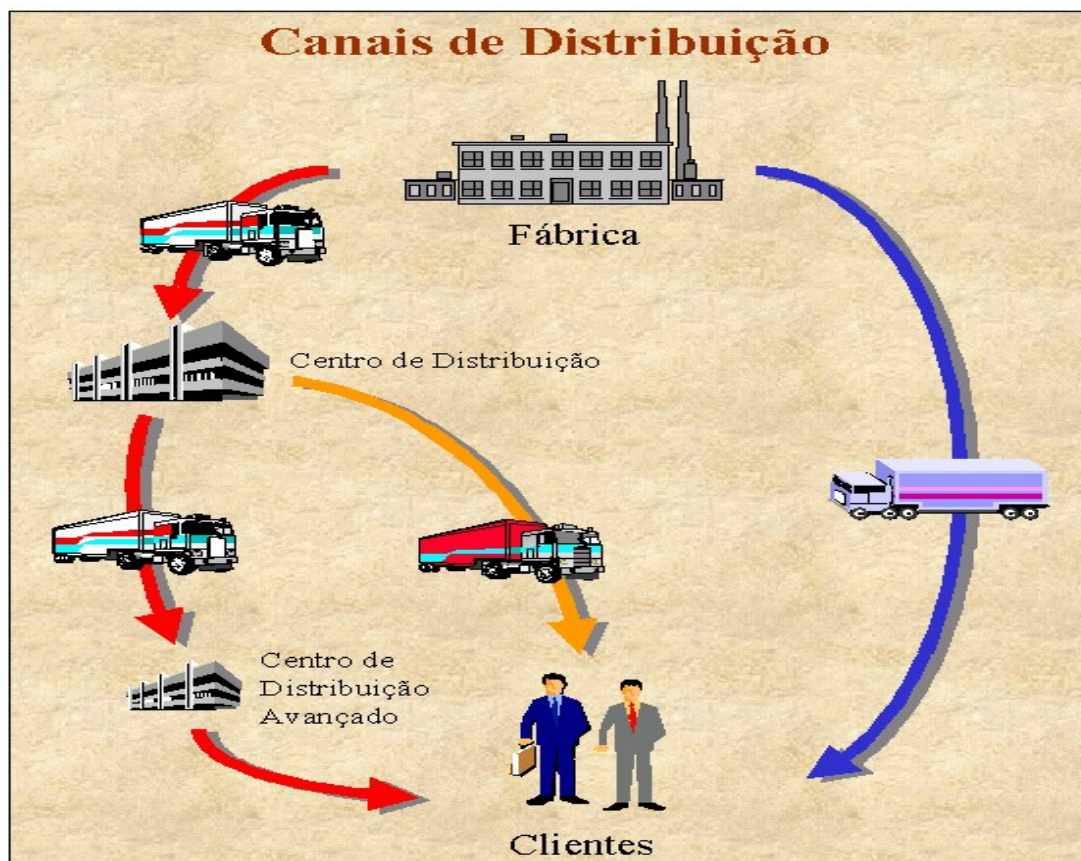 Canais de Distribuição
Fábrica
Centro de Distribuição
Centro de
Distribuição
Avançado
Clientes